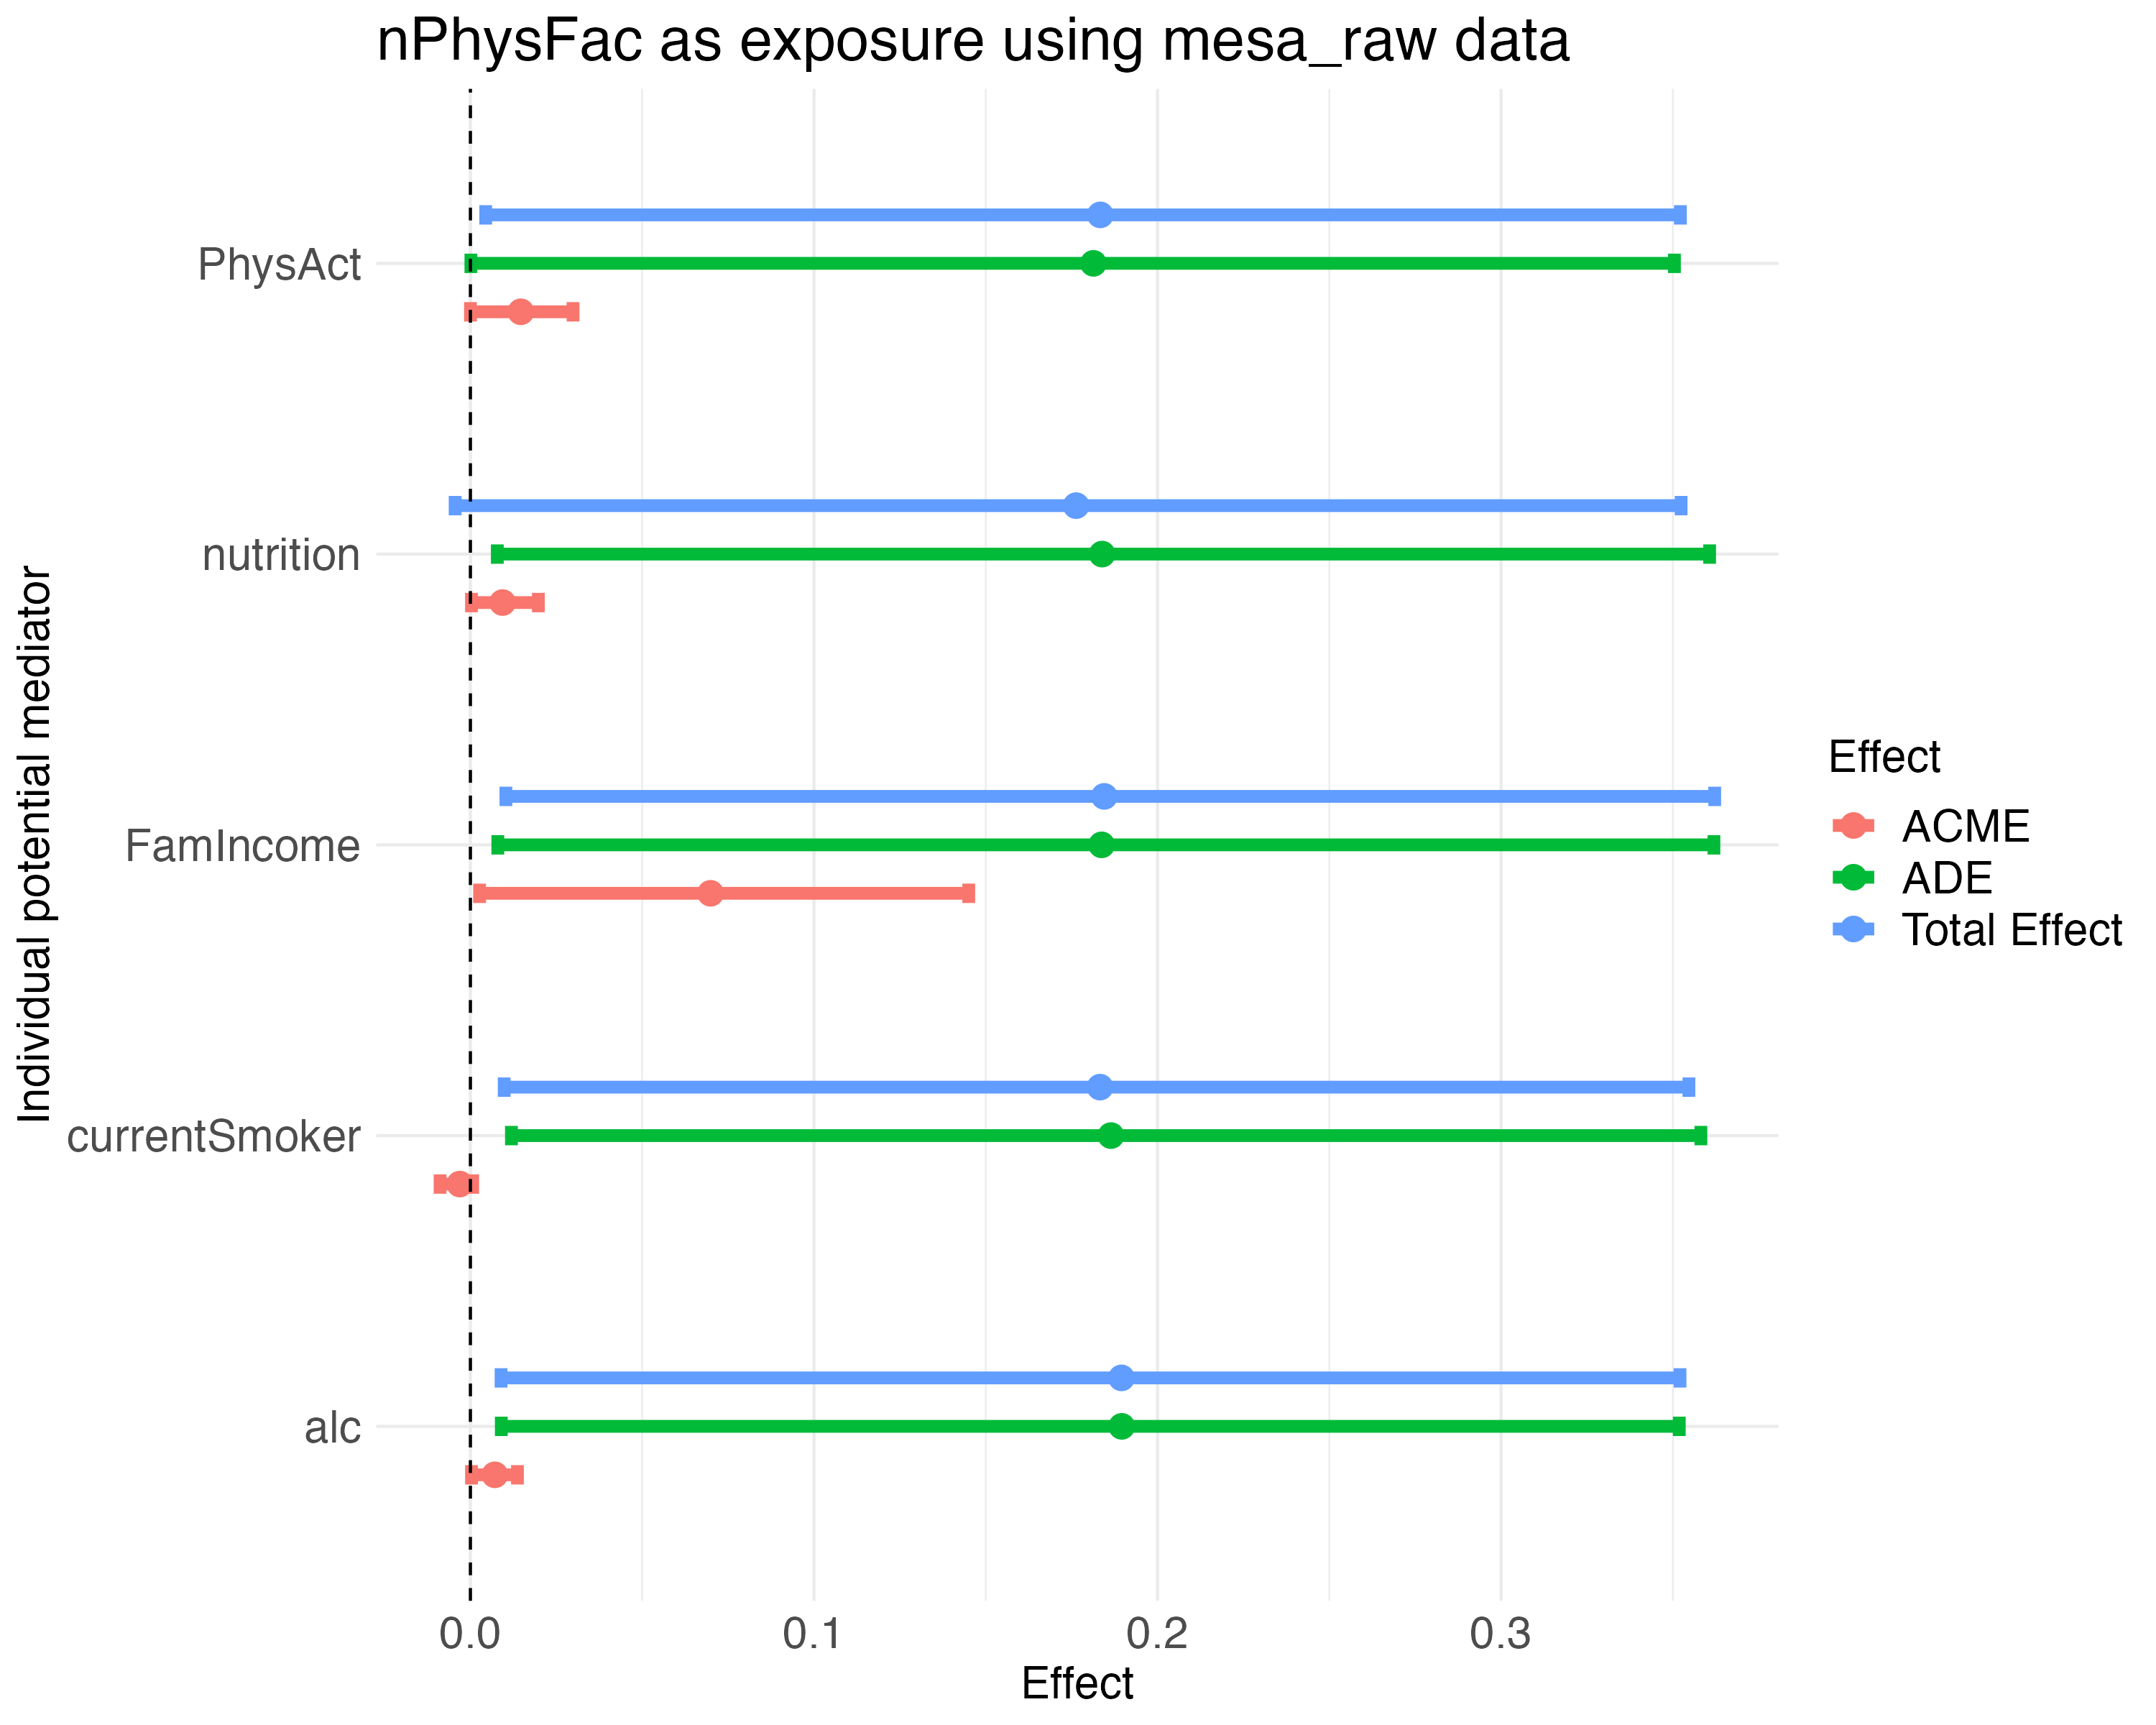 nPhysFac as exposure using mesa_raw data
Individual potential mediator
PhysAct
nutrition
FamIncome
currentSmoker
alc
0.0
0.1
0.2
0.3
Effect
Effect
ACME
ADE
Total Effect